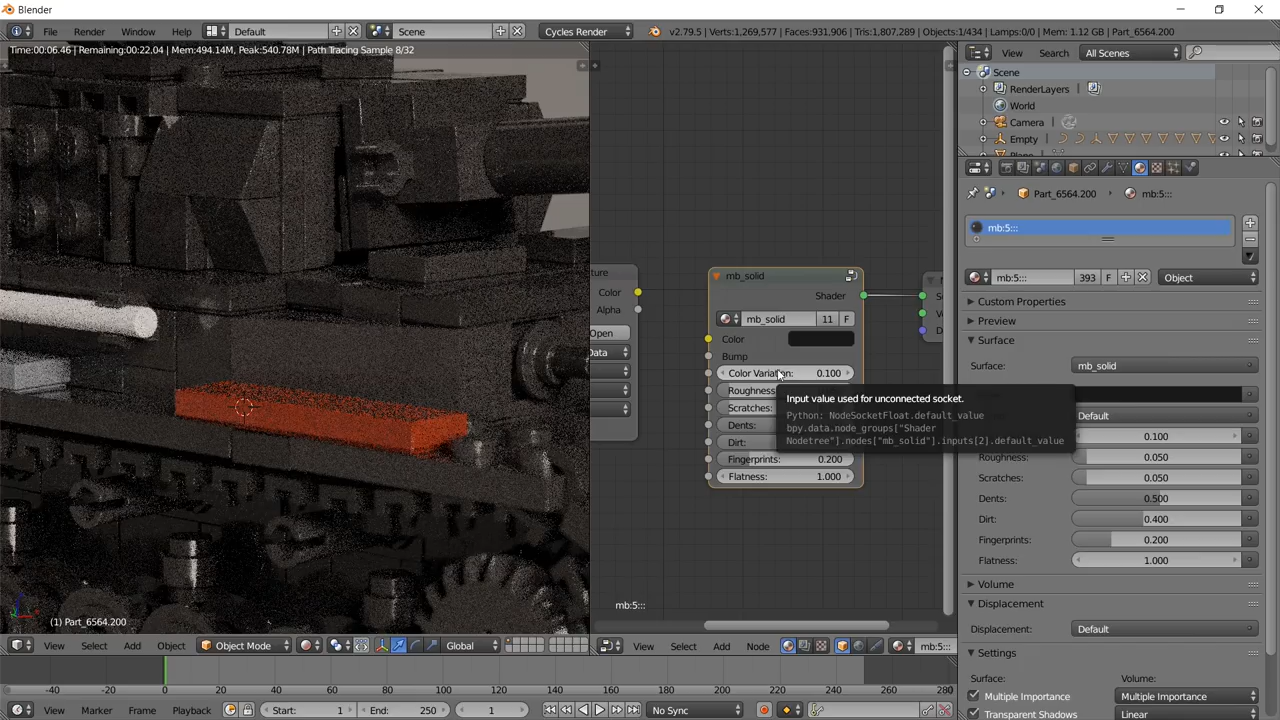 Blender
File Render Window Help Default Scene Cycles Render v2.79.5 | Verts:1,269,577 | Faces:931,906 | Tris:1,807,289 | Objects:1/434 | Lamps:0/0 | Mem: 1.12 GB | Part_6564.200
Time:00:06.46 | Remaining:00:22.04 | Mem:494.14M, Peak:540.78M | Path Tracing Sample 8/32
View Search All Scenes
Scene
RenderLayers |
World
Camera
Empty
Part_6564.200 mb:5:::
mb:5:::
mb:5::: 393 F Object
Custom Properties
Preview
Surface
Surface: mb_solid
Default
0.100
Roughness: 0.050
Scratches: 0.050
Dents: 0.500
Dirt: 0.400
Fingerprints: 0.200
Flatness: 1.000
Volume
Displacement
Displacement: Default
Settings
Surface: Volume:
Multiple Importance Multiple Importance
Transparent Shadows Linear
ture
Color
Alpha
Open
Data
mb_solid
Shader
mb_solid 11 F
Color
Bump
Color Variation: 0.100
Roughness
Scratches:
Dents:
Dirt:
Fingerprints: 0.200
Flatness: 1.000
Input value used for unconnected socket.
Python: NodeSocketFloat.default_value
bpy.data.node_groups["Shader
Nodetree"].nodes["mb_solid"].inputs[2].default_value
mb:5:::
(1) Part_6564.200
View Select Add Object Object Mode Global
View Select Add Node mb:5:::
-40 -20 0 20 40 60 80 100 120 140 160 180 200 220 240 260
View Marker Frame Playback Start: 1 End: 250 1 No Sync